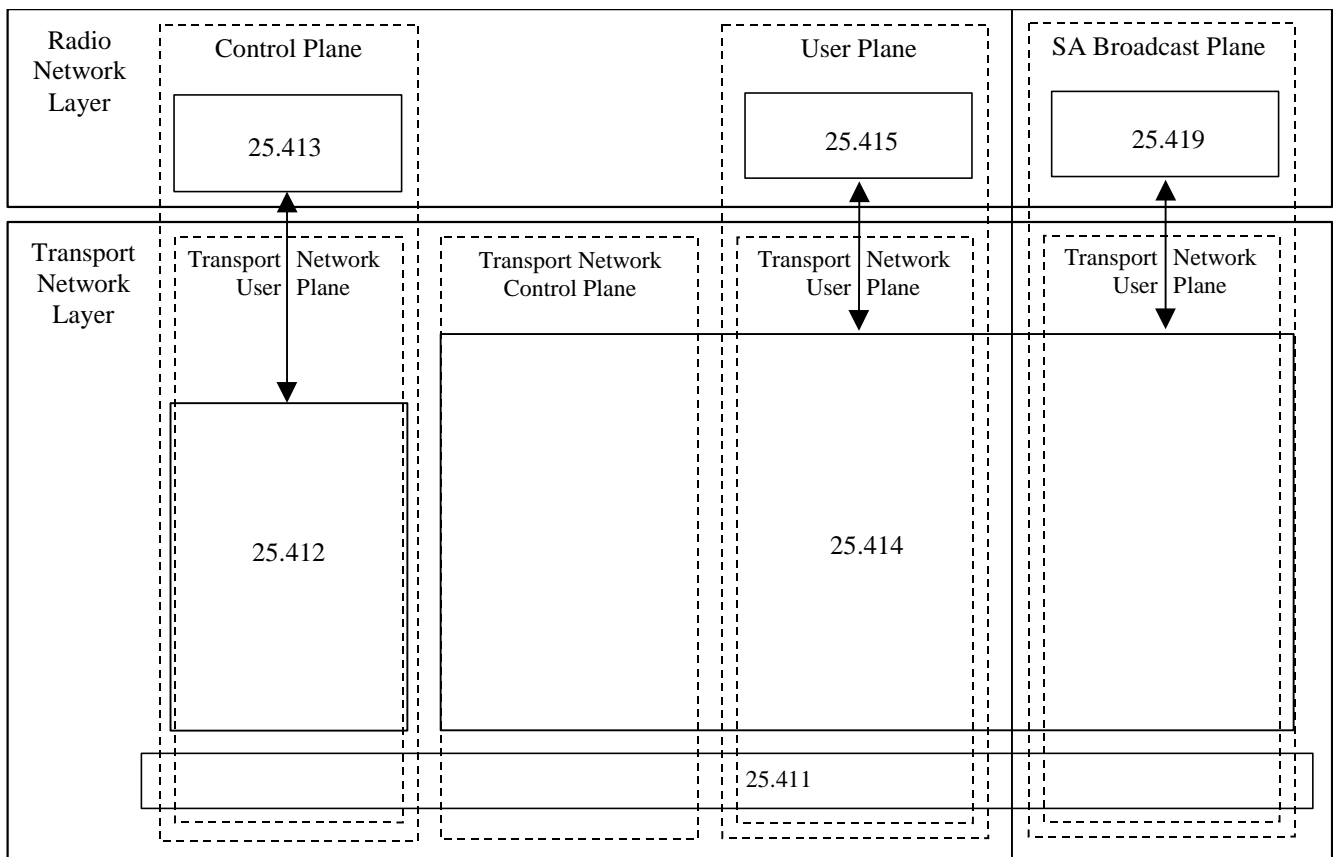 Radio
Network
Layer
Control Plane
User Plane
SA Broadcast Plane
25.413
25.415
25.419
Transport
Network
Layer
Transport Network
User Plane
Transport Network
Control Plane
Transport Network
User Plane
Transport Network
User Plane
25.412
25.414
25.411